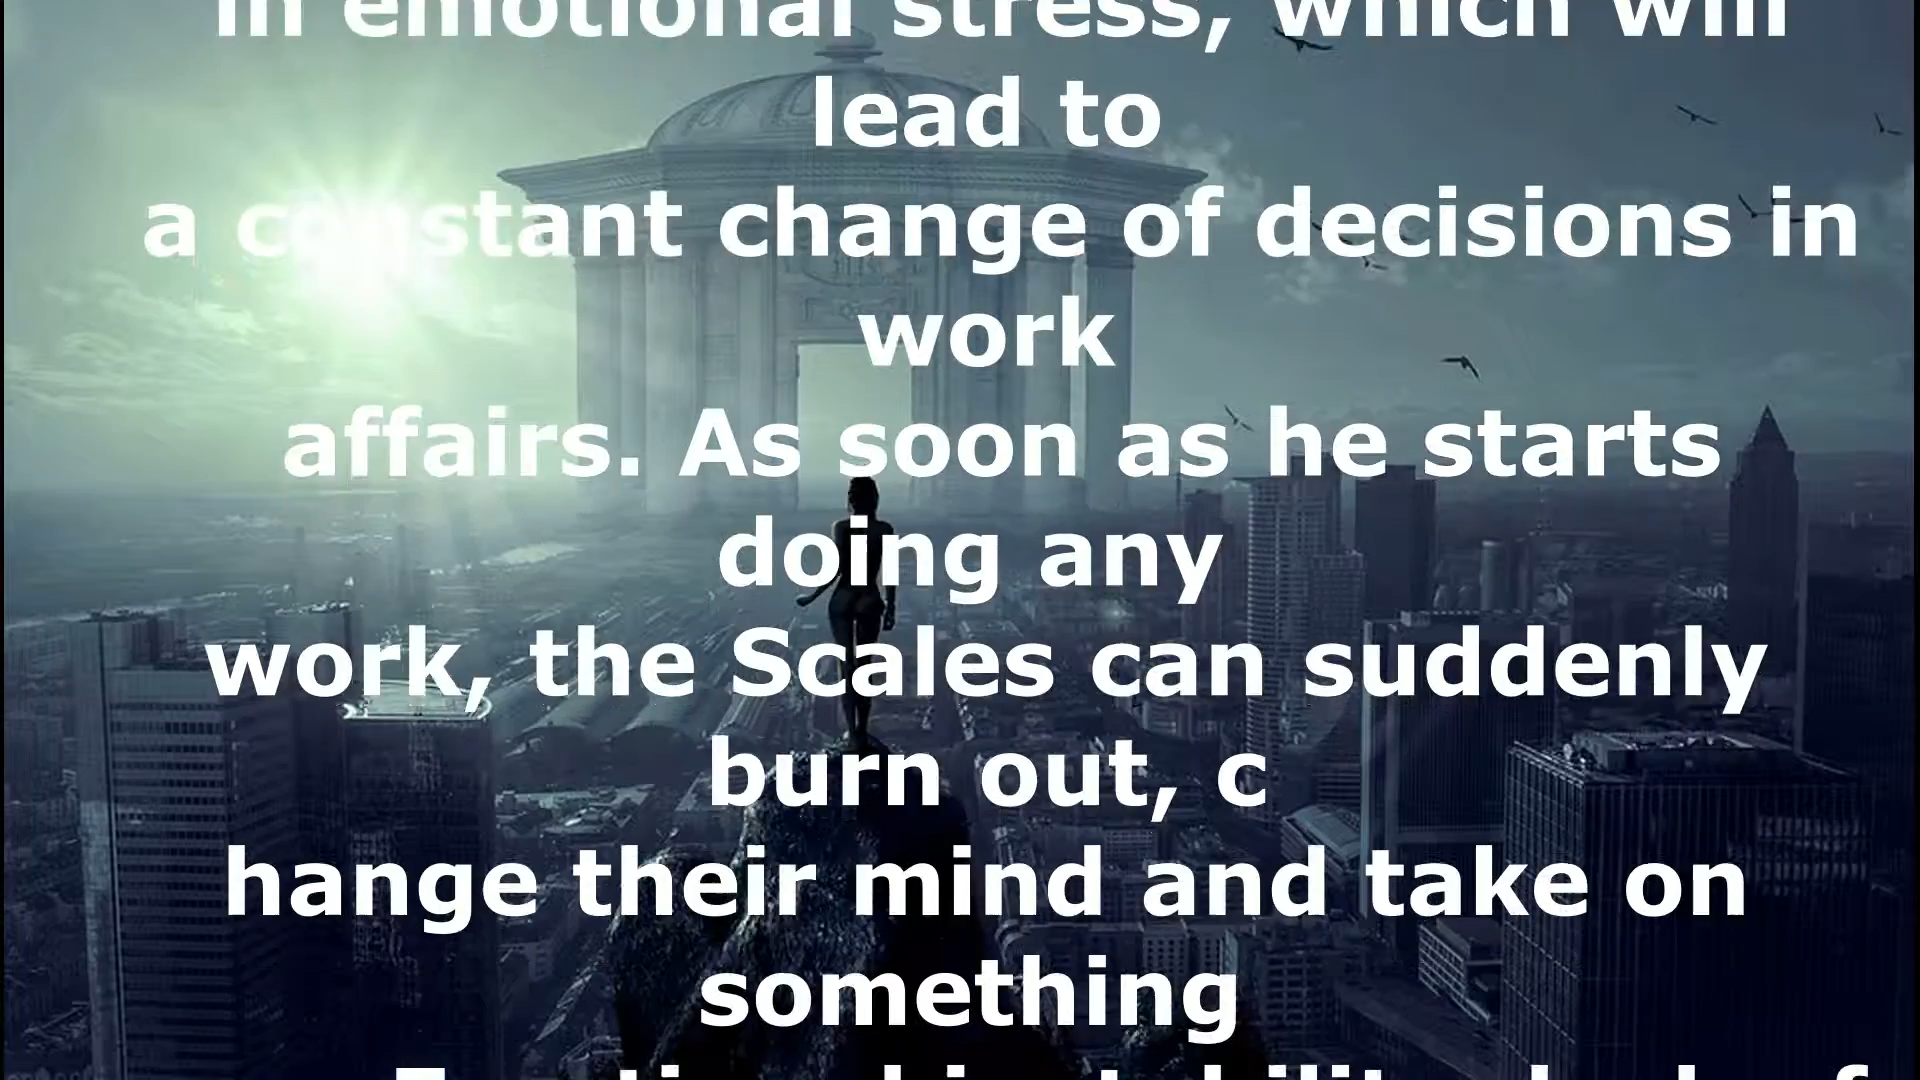 in emotional stress, which will
lead to
a constant change of decisions in
work
affairs. As soon as he starts
doing any
work, the Scales can suddenly
burn out, c
hange their mind and take on
something